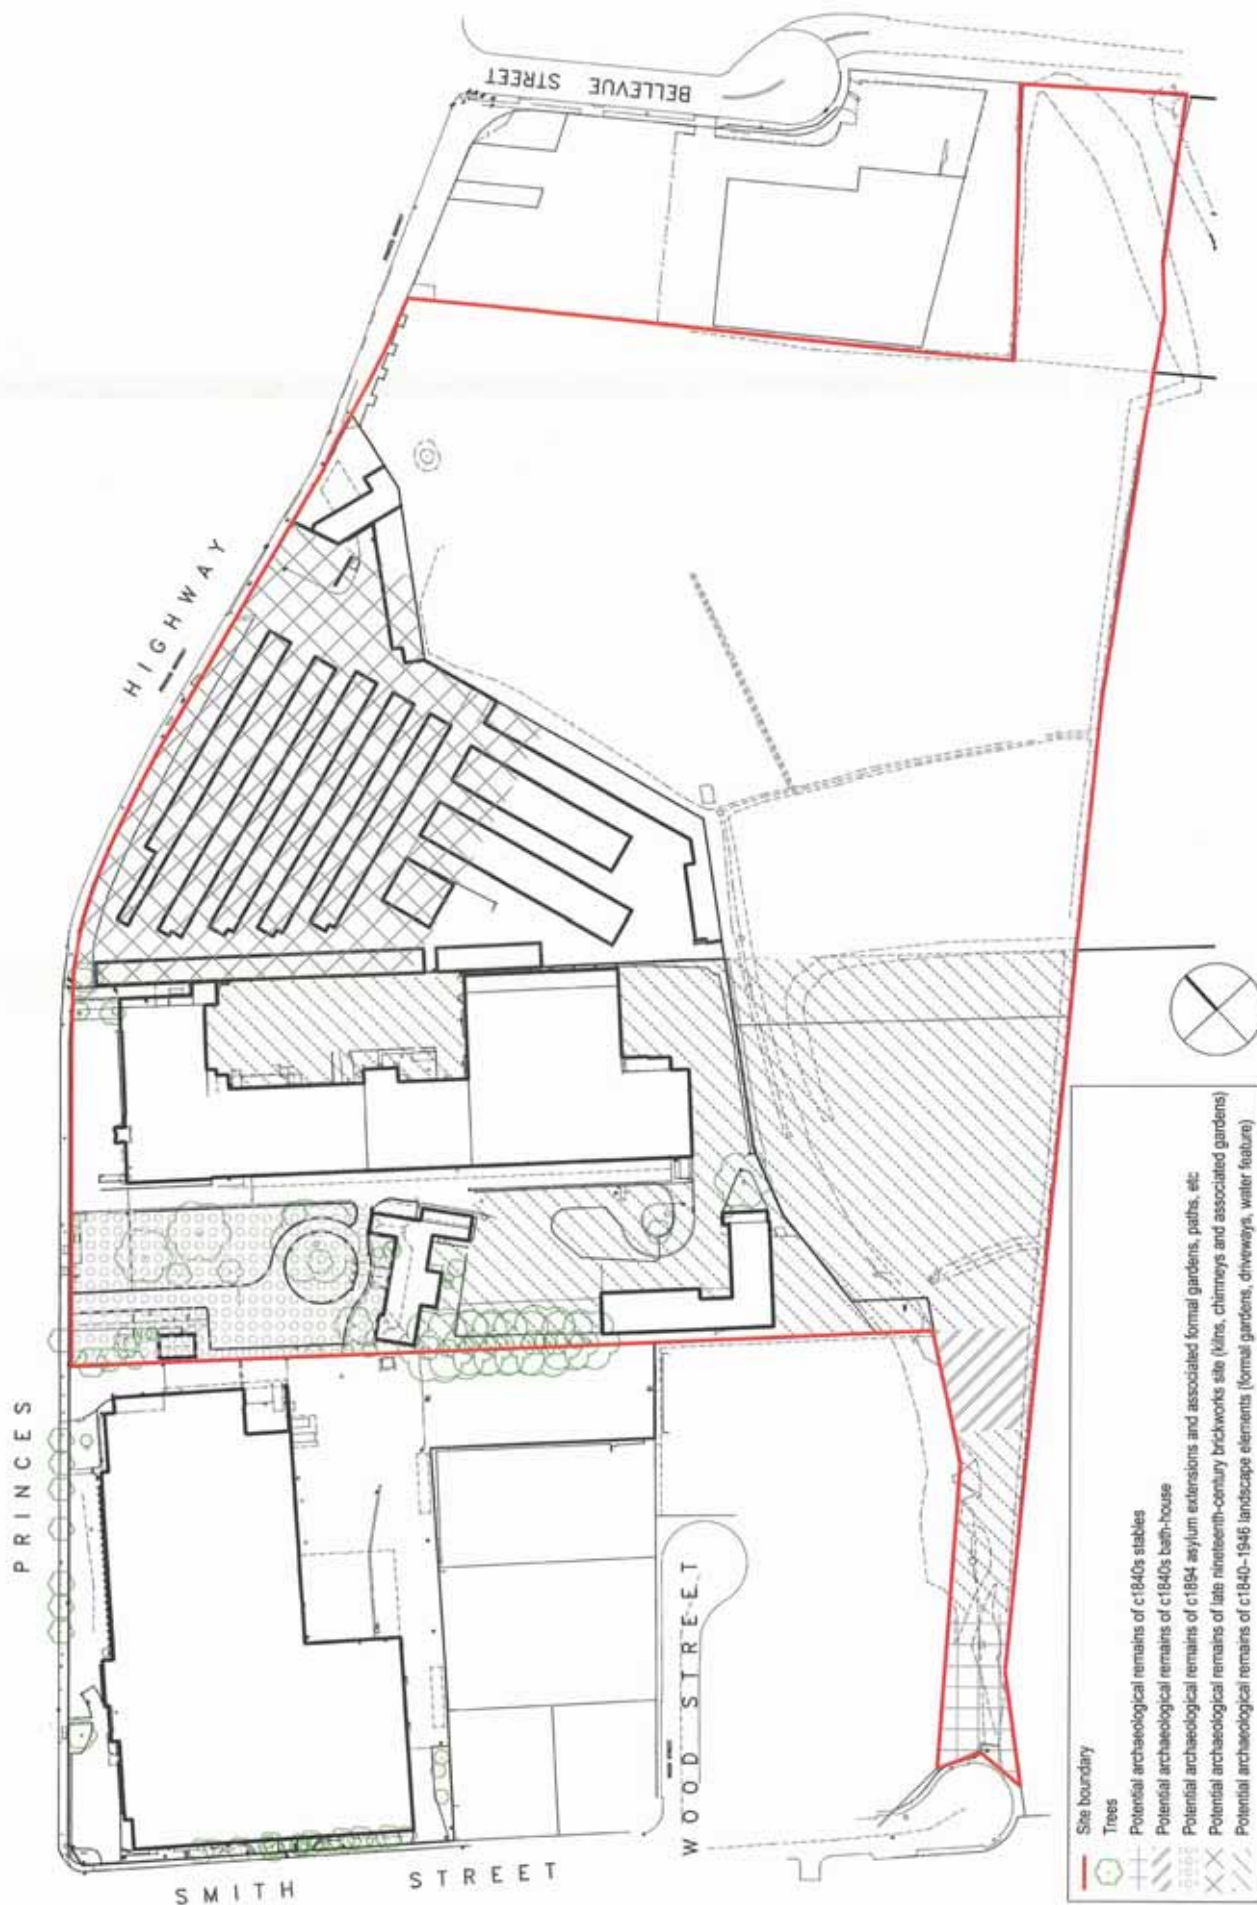 PRINCES
HIGHWAY
BELLEVUE STREET
SMITH STREET
WOOD STREET
Site boundary
Trees
Potential archaeological remains of c1840s stables
Potential archaeological remains of c1840s bath-house
Potential archaeological remains of c1894 asylum extensions and associated formal gardens, paths, etc
Potential archaeological remains of late nineteenth-century brickworks site (kilns, chimneys and associated gardens)
Potential archaeological remains of c1840-1946 landscape elements (formal gardens, driveways, water feature)